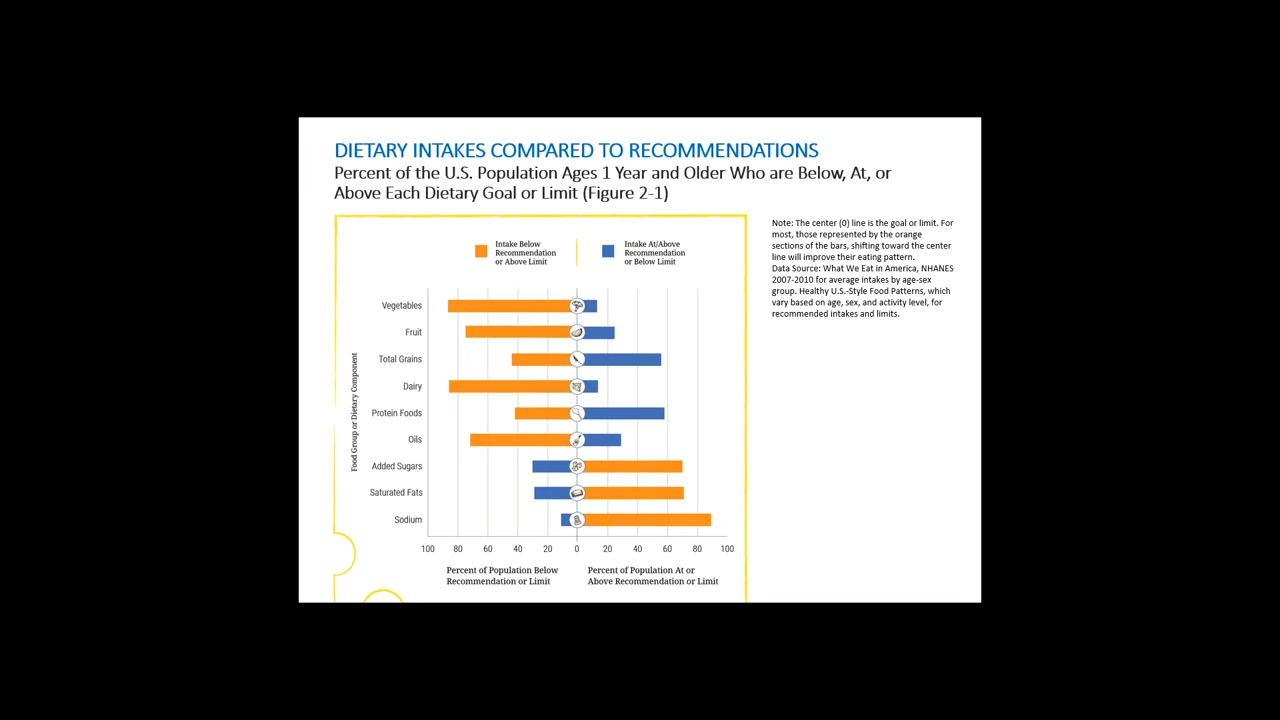 DIETARY INTAKES COMPARED TO RECOMMENDATIONS
Percent of the U.S. Population Ages 1 Year and Older Who are Below, At, or
Above Each Dietary Goal or Limit (Figure 2-1)
Intake Below
Recommendation
or Above Limit
Intake At/Above
Recommendation
or Below Limit
Food Group or Dietary Component
Vegetables
Fruit
Total Grains
Dairy
Protein Foods
Oils
Added Sugars
Saturated Fats
Sodium
100 80 60 40 20 0 20 40 60 80 100
Percent of Population Below
Recommendation or Limit
Percent of Population At or
Above Recommendation or Limit
Note: The center (0) line is the goal or limit. For
most, those represented by the orange
sections of the bars, shifting toward the center
line will improve their eating pattern.
Data Source: What We Eat in America, NHANES
2007-2010 for average intakes by age-sex
group. Healthy U.S.-Style Food Patterns, which
vary based on age, sex, and activity level, for
recommended intakes and limits.